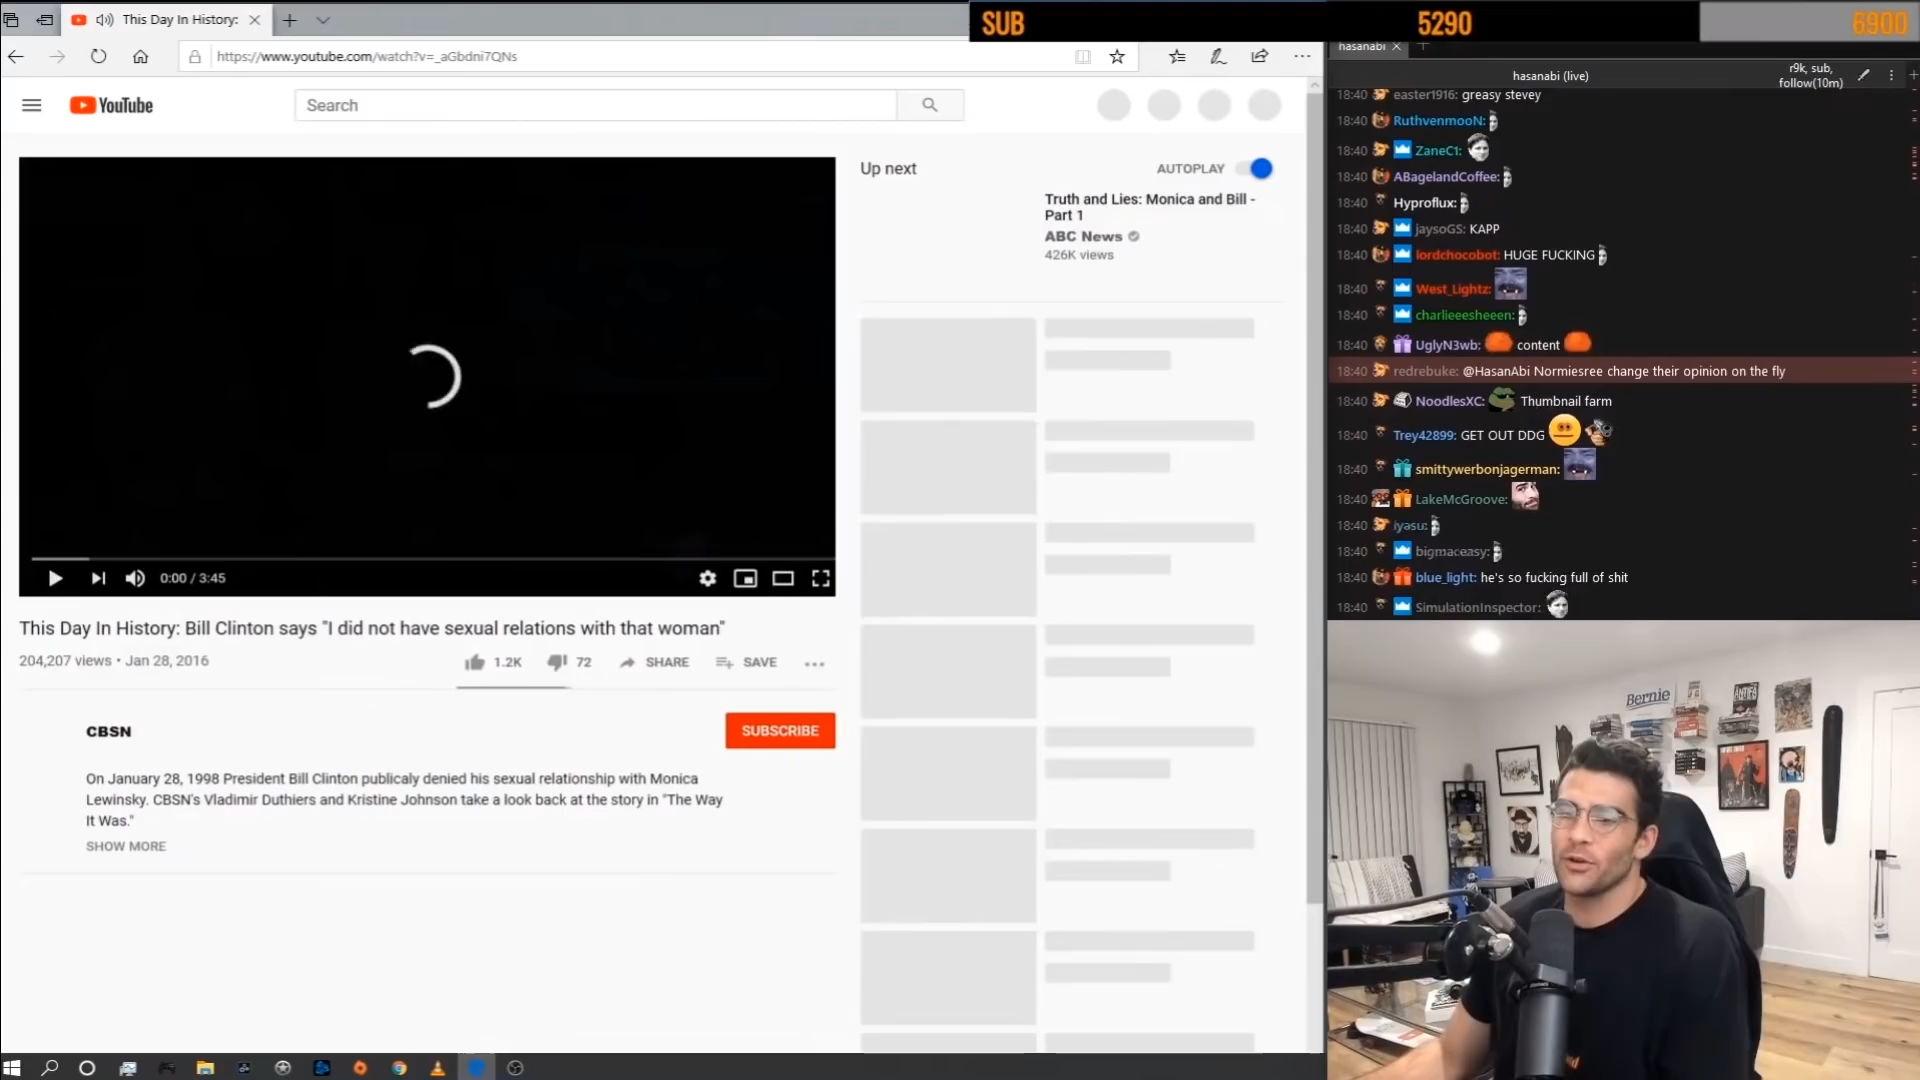 This Day In History:
SUB
5290
6900
https://www.youtube.com/watch?v=_aGbdni7QNs
hasanabi
YouTube
Search
hasanabi (live)
r9k, sub,
follow(10m)
Up next
AUTOPLAY
Truth and Lies: Monica and Bill -
Part 1
ABC News
426K views
0:00 / 3:45
This Day In History: Bill Clinton says "I did not have sexual relations with that woman"
204,207 views • Jan 28, 2016
1.2K
72
SHARE
SAVE
CBSN
SUBSCRIBE
On January 28, 1998 President Bill Clinton publicaly denied his sexual relationship with Monica
Lewinsky. CBSN's Vladimir Duthiers and Kristine Johnson take a look back at the story in "The Way
It Was."
SHOW MORE
18:40 easter1916: greasy stevey
18:40 RuthvenmooN:
18:40 ZaneC1:
18:40 ABagelandCoffee:
18:40 Hyproflux:
18:40 jaysoGS: KAPP
18:40 lordchocobot: HUGE FUCKING
18:40 West_Lightz:
18:40 charlieeesheeen:
18:40 UglyN3wb: content
18:40 redrebuke: @HasanAbi Normiesree change their opinion on the fly
18:40 NoodlesXC: Thumbnail farm
18:40 Trey42899: GET OUT DDG
18:40 smittywerbonjagerman:
18:40 LakeMcGroove:
18:40 iyasu:
18:40 bigmaceasy:
18:40 blue_light: he's so fucking full of shit
18:40 SimulationInspector:
Bernie
ANTIFA